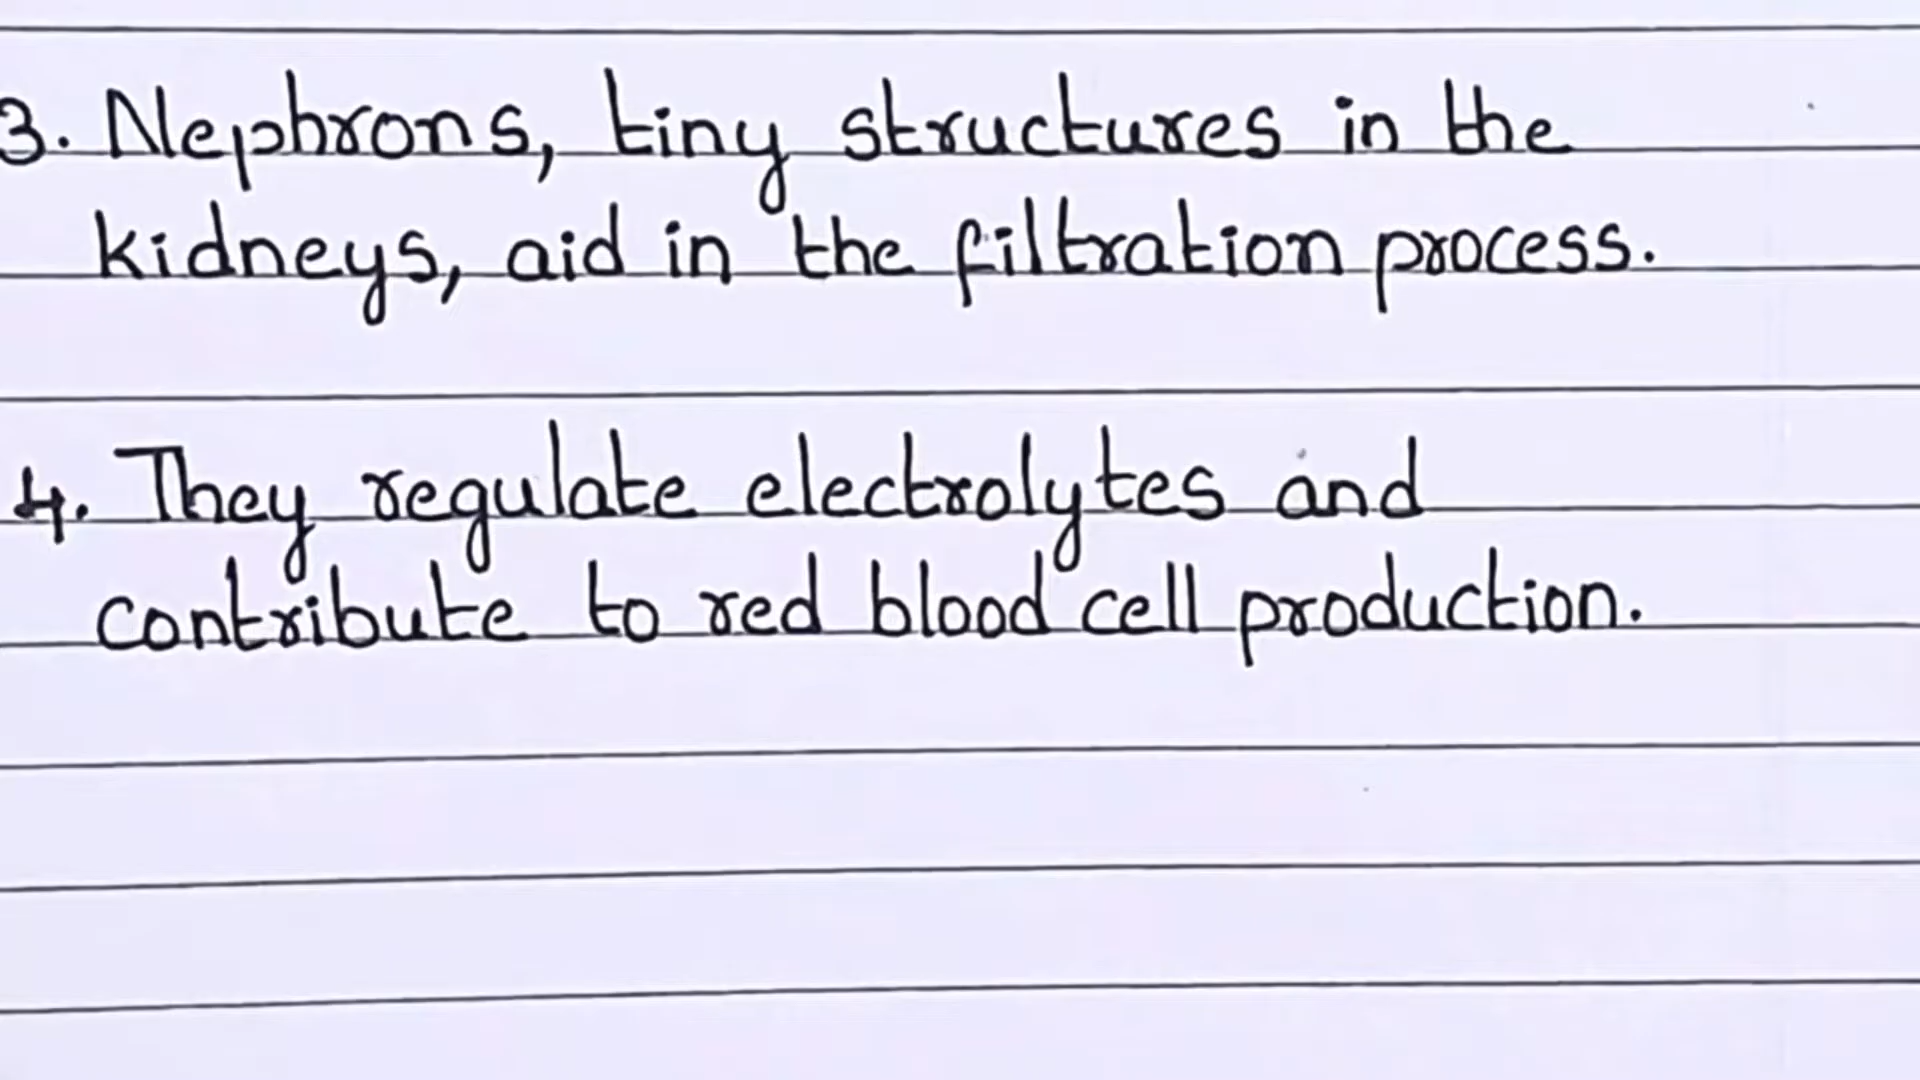 3. Nephrons, tiny structures in the
kidneys, aid in the filtration process.
4. They regulate electrolytes and
contribute to red blood cell production.